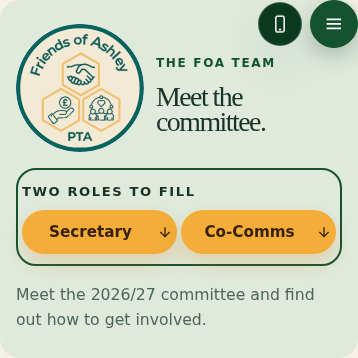 Friends of Ashley
£
PTA
THE FOA TEAM
Meet the
committee.
TWO ROLES TO FILL
Secretary ↓
Co-Comms ↓
Meet the 2026/27 committee and find
out how to get involved.